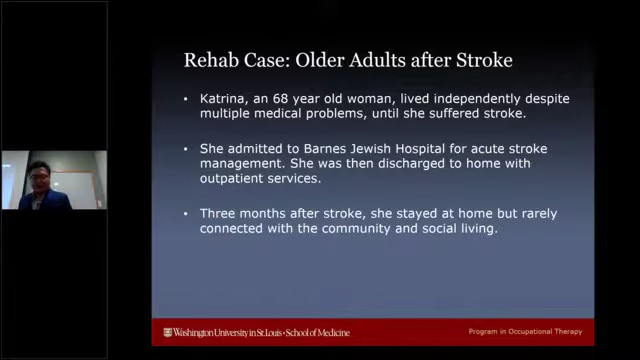 Rehab Case: Older Adults after Stroke
• Katrina, an 68 year old woman, lived independently despite
multiple medical problems, until she suffered stroke.
• She admitted to Barnes Jewish Hospital for acute stroke
management. She was then discharged to home with
outpatient services.
• Three months after stroke, she stayed at home but rarely
connected with the community and social living.
Washington University in St. Louis • School of Medicine
Program in Occupational Therapy